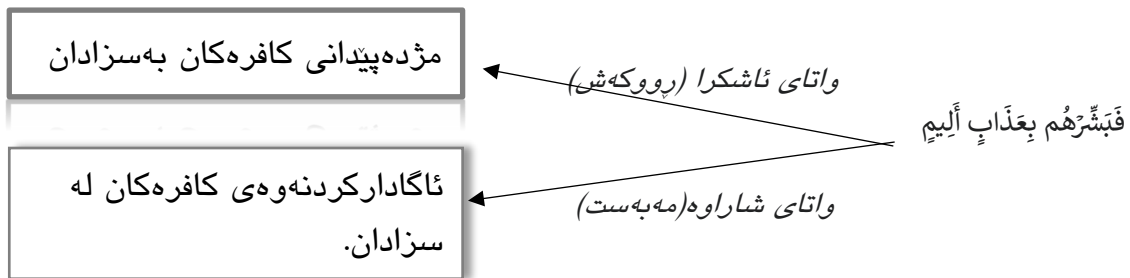 فَبَشِّرْهُم بِعَذَابٍ أَلِيمٍ
واتای ئاشکرا (ڕووکەش)
مژدەپێدانی کافرەکان بەسزادان
واتای شاراوە(مەبەست)
ئاگادارکردنەوەی کافرەکان لە
سزادان.